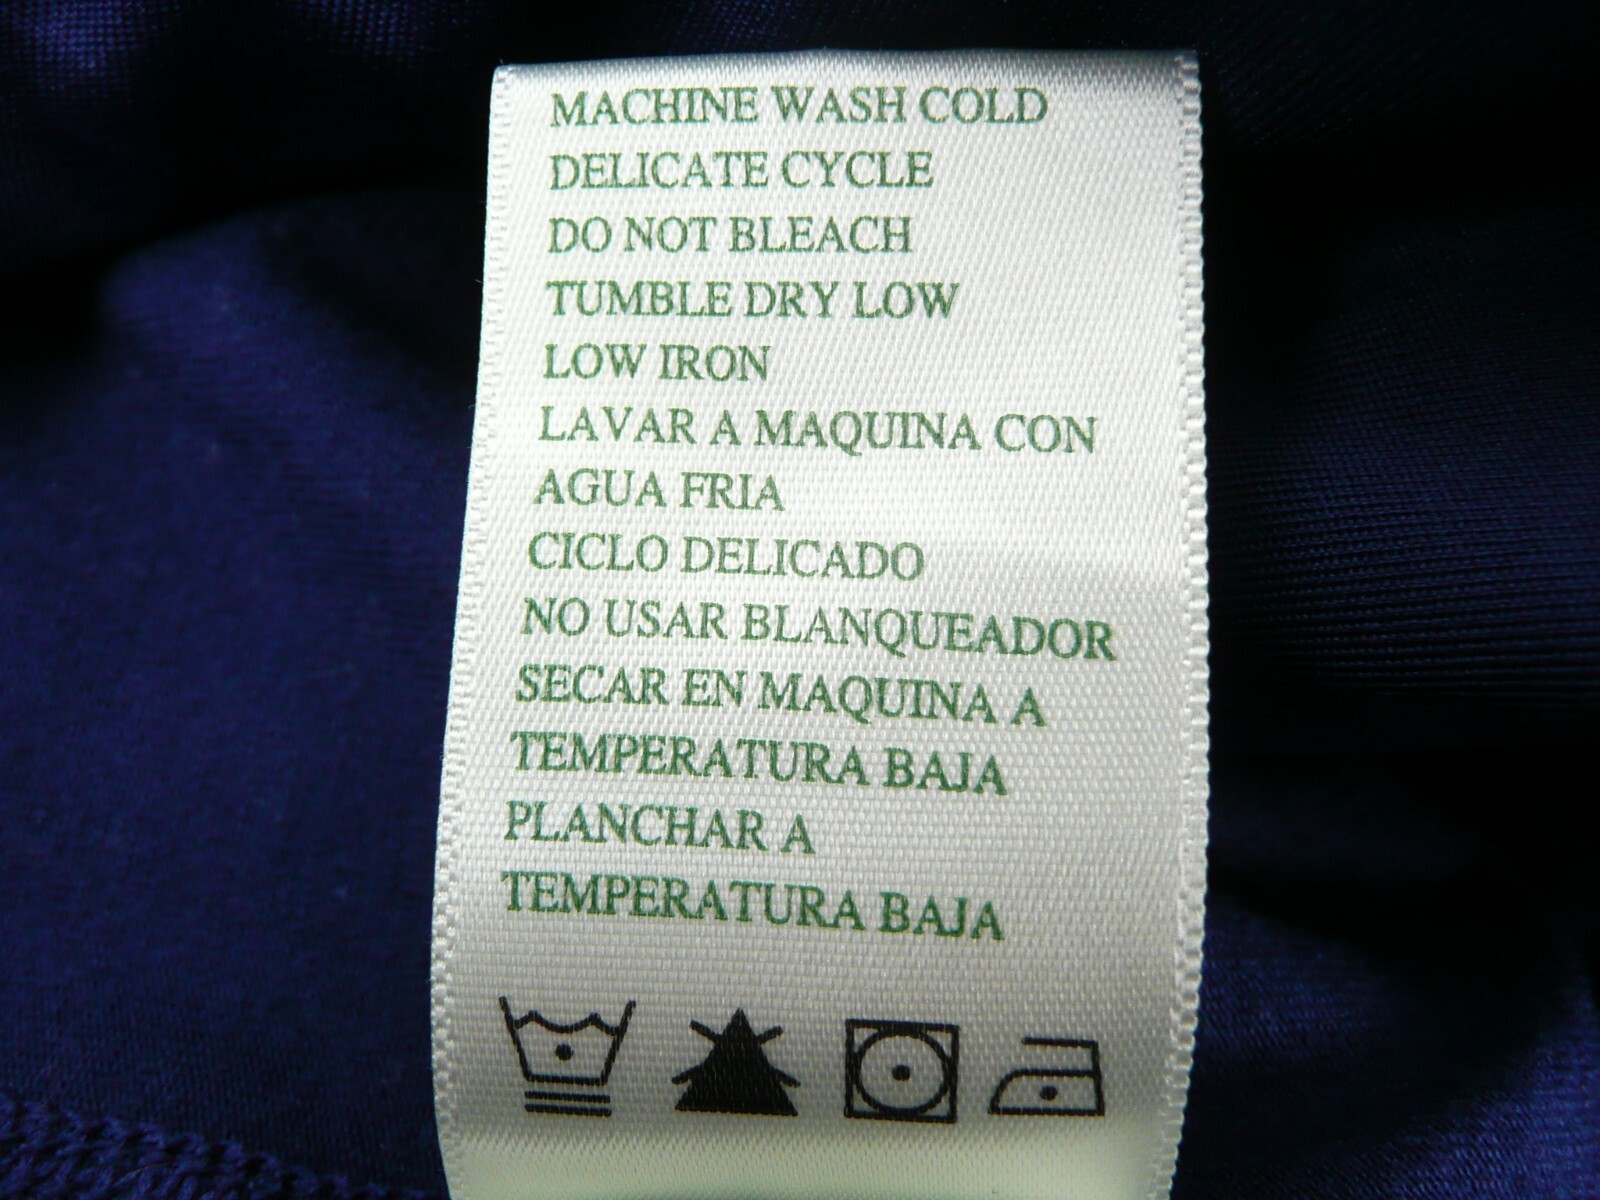 MACHINE WASH COLD
DELICATE CYCLE
DO NOT BLEACH
TUMBLE DRY LOW
LOW IRON
LAVAR A MAQUINA CON
AGUA FRIA
CICLO DELICADO
NO USAR BLANQUEADOR
SECAR EN MAQUINA A
TEMPERATURA BAJA
PLANCHAR A
TEMPERATURA BAJA